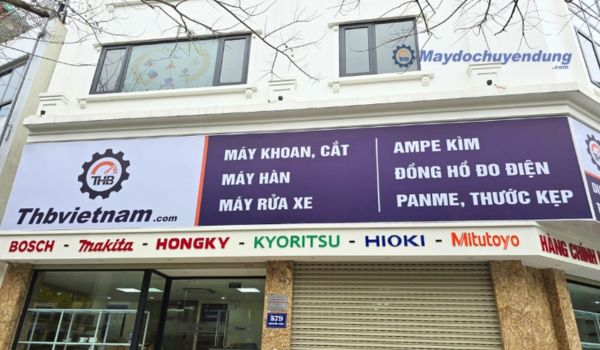 Maydochuyendung
.com
THB
Thbvietnam.com
MÁY KHOAN, CẮT
MÁY HÀN
MÁY RỬA XE
AMPE KÌM
ĐỒNG HỒ ĐO ĐIỆN
PANME, THƯỚC KẸP
BOSCH - makita - HONGKY - KYORITSU - HIOKI - Mitutoyo
HÀNG CHÍNH
579